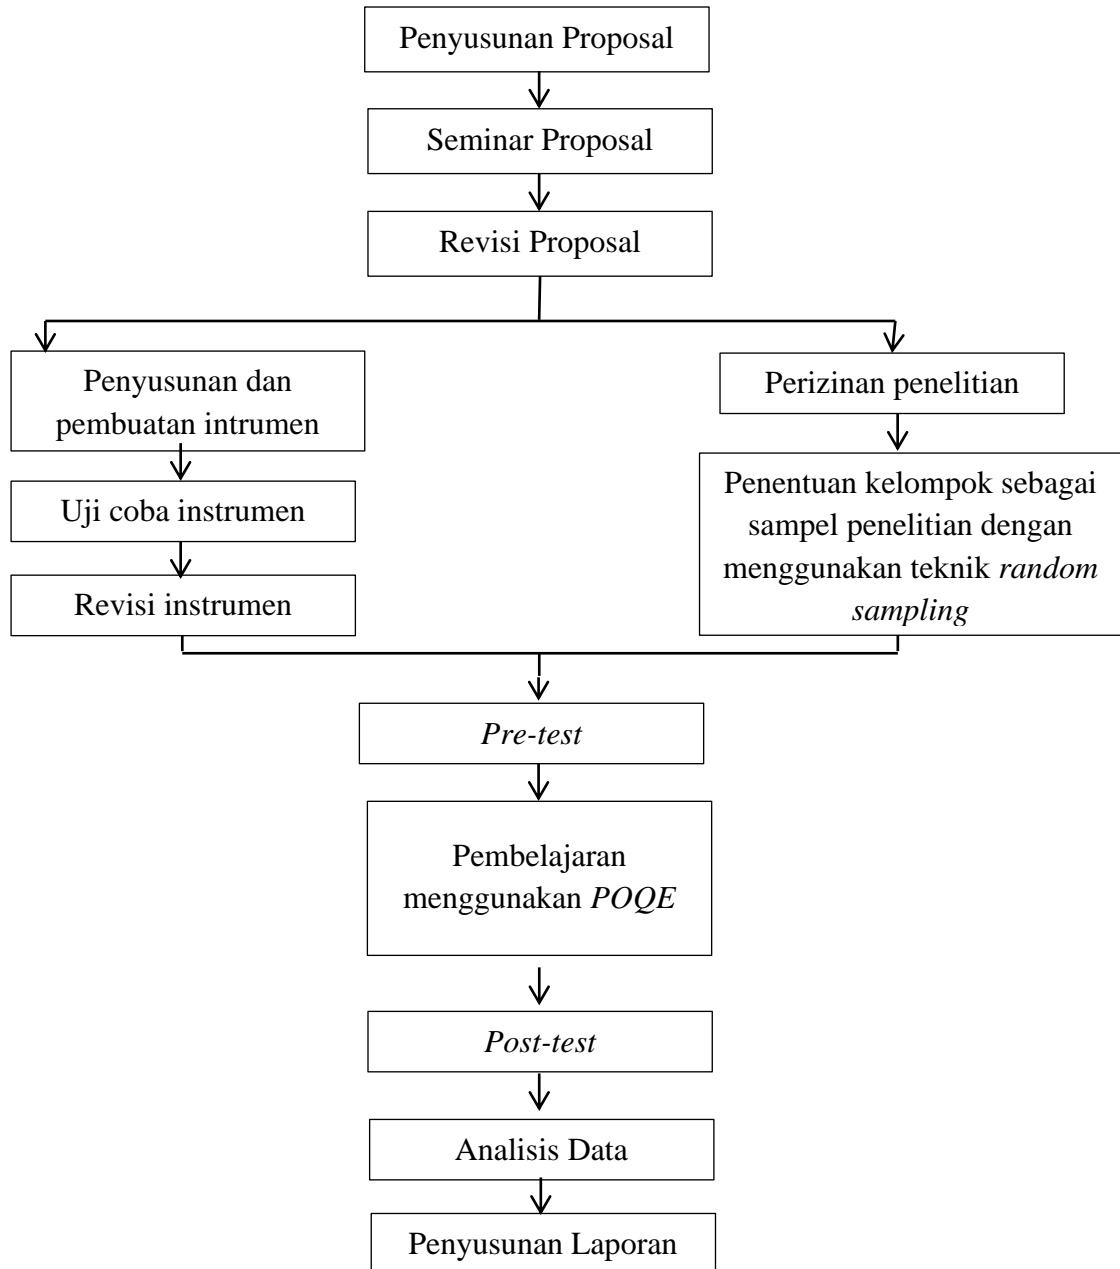 Penyusunan Proposal
Seminar Proposal
Revisi Proposal
Penyusunan dan
pembuatan intrumen
Uji coba instrumen
Revisi instrumen
Perizinan penelitian
Penentuan kelompok sebagai
sampel penelitian dengan
menggunakan teknik random
sampling
Pre-test
Pembelajaran
menggunakan POQE
Post-test
Analisis Data
Penyusunan Laporan